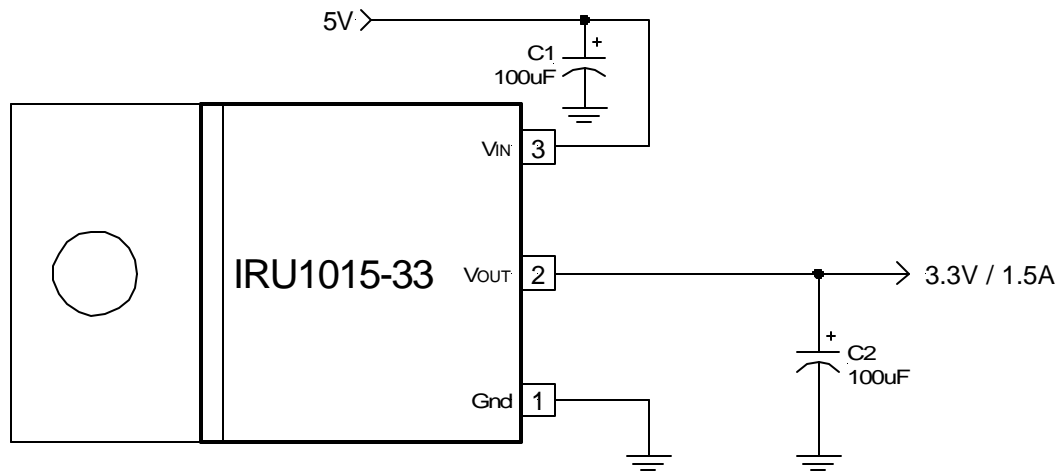 5V
+
C1
100uF
VIN 3
IRU1015-33
VOUT 2
3.3V / 1.5A
+
C2
100uF
Gnd 1